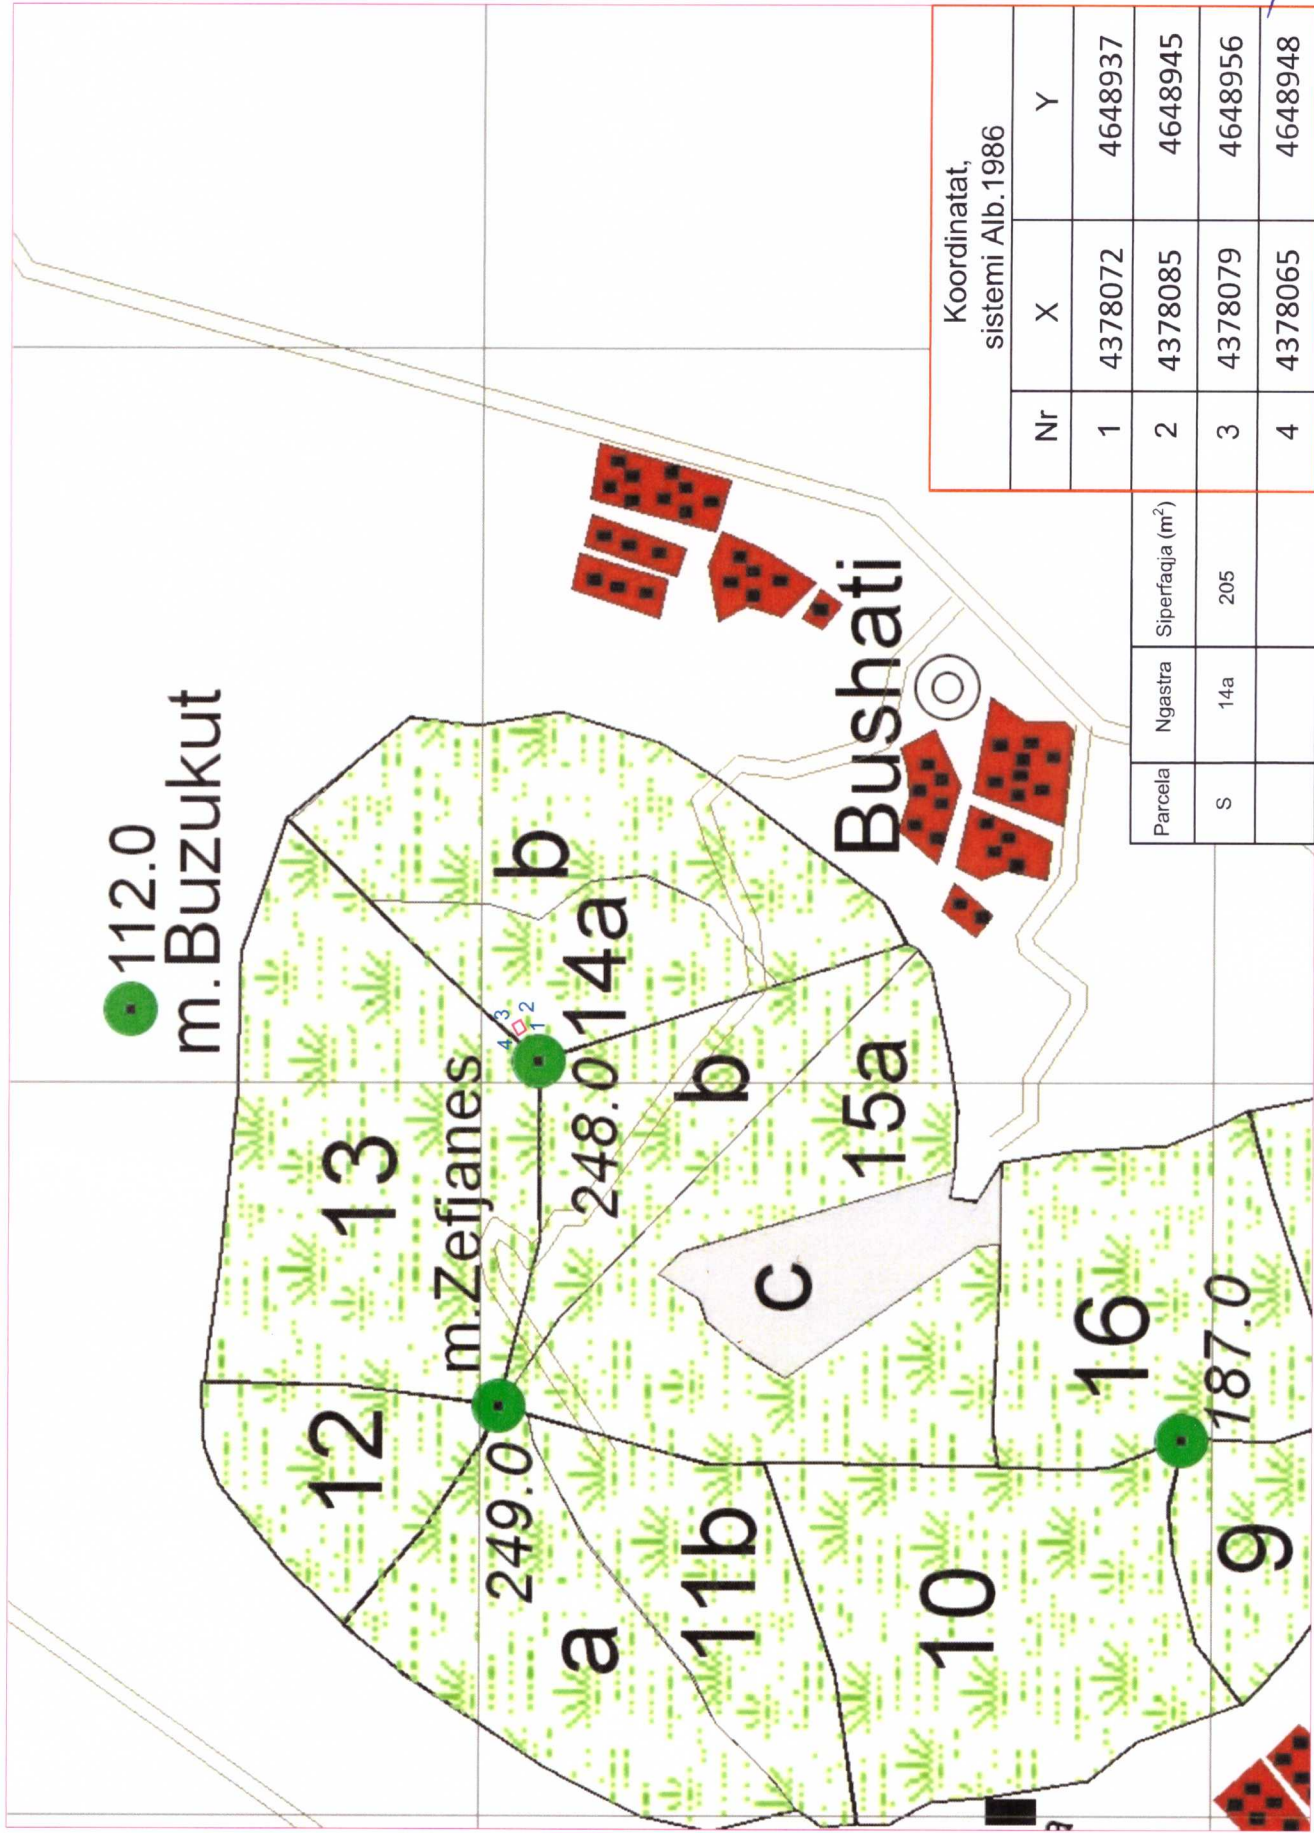 112.0
m.Buzukut
12
13
m.Zefjanes
4 3
1 2
249.0
248.0
14a
b
a
11b
b
15a
c
Bushati
10
16
9
187.0
Koordinatat,
sistemi Alb.1986
Nr X Y
1 4378072 4648937
2 4378085 4648945
3 4378079 4648956
4 4378065 4648948
Parcela Ngastra Siperfaqja (m²)
S 14a 205